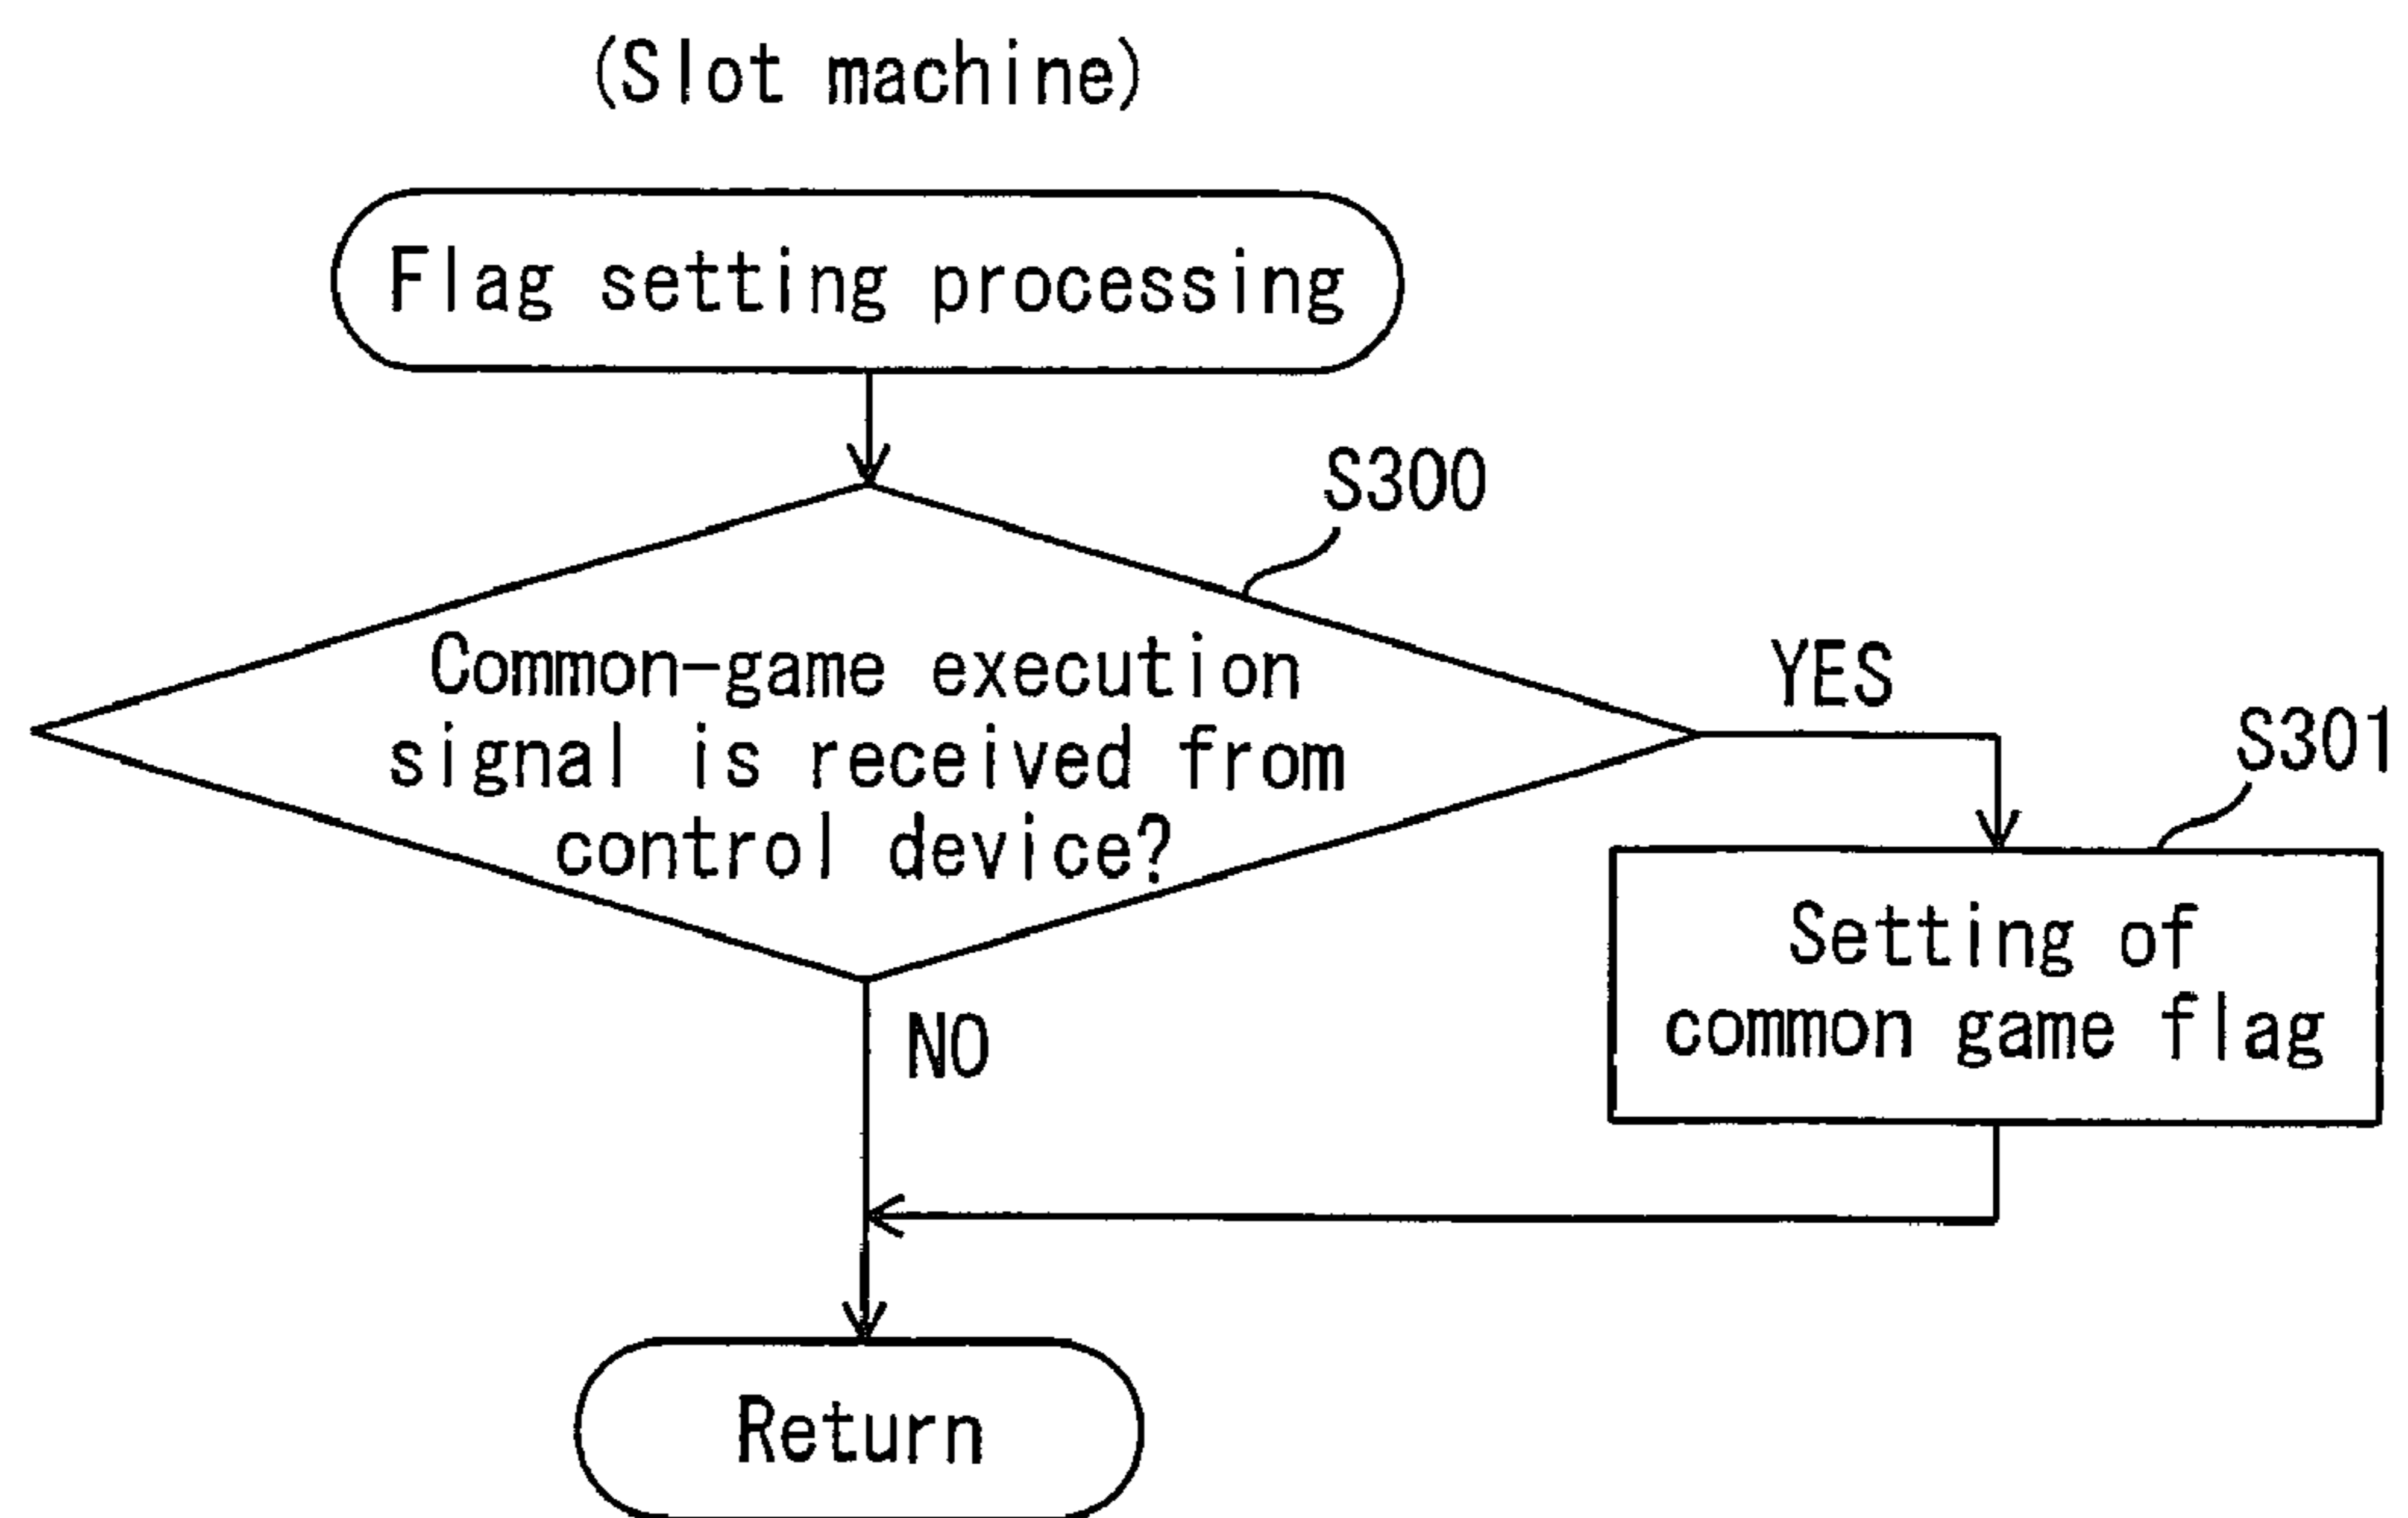 (Slot machine)
Flag setting processing
S300
Common-game execution
signal is received from
control device?
YES
S301
Setting of
common game flag
NO
Return